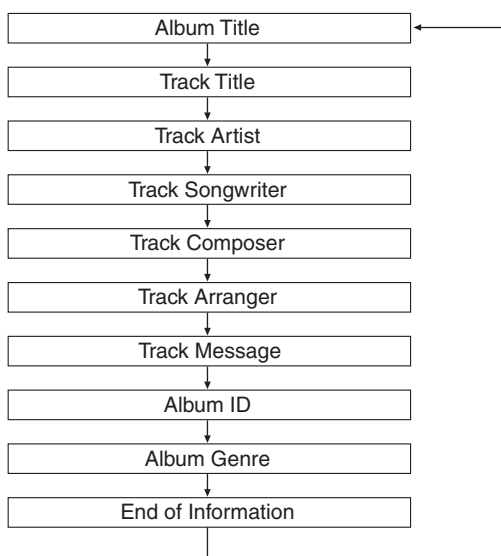 Album Title
Track Title
Track Artist
Track Songwriter
Track Composer
Track Arranger
Track Message
Album ID
Album Genre
End of Information